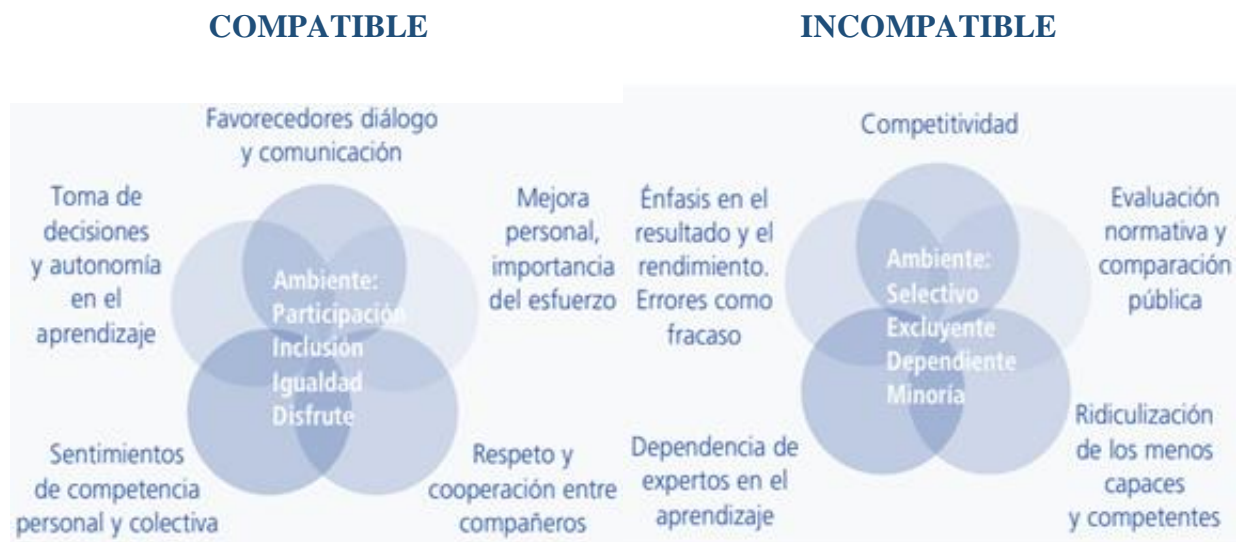 COMPATIBLE
Favorecedores diálogo
y comunicación
Toma de
decisiones
y autonomía
en el
aprendizaje
Mejora
personal,
importancia
del esfuerzo
Ambiente:
Participación
Inclusión
Igualdad
Disfrute
Sentimientos
de competencia
personal y colectiva
Respeto y
cooperación entre
compañeros
INCOMPATIBLE
Competitividad
Énfasis en el
resultado y el
rendimiento.
Errores como
fracaso
Evaluación
normativa y
comparación
pública
Ambiente:
Selectivo
Excluyente
Dependiente
Minoría
Dependencia de
expertos en el
aprendizaje
Ridiculización
de los menos
capaces
y competentes